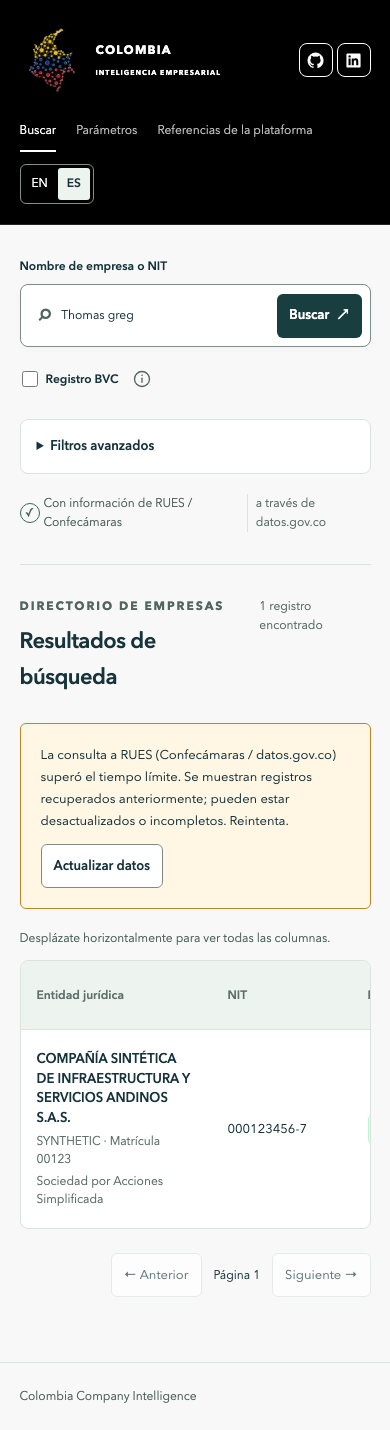 COLOMBIA
INTELIGENCIA EMPRESARIAL
Buscar
Parámetros
Referencias de la plataforma
EN
ES
Nombre de empresa o NIT
Thomas greg
Buscar ↗
Registro BVC
▶ Filtros avanzados
Con información de RUES /
Confecámaras
a través de
datos.gov.co
DIRECTORIO DE EMPRESAS
1 registro
encontrado
Resultados de
búsqueda
La consulta a RUES (Confecámaras / datos.gov.co)
superó el tiempo límite. Se muestran registros
recuperados anteriormente; pueden estar
desactualizados o incompletos. Reintenta.
Actualizar datos
Desplázate horizontalmente para ver todas las columnas.
Entidad jurídica
NIT
COMPAÑÍA SINTÉTICA
DE INFRAESTRUCTURA Y
SERVICIOS ANDINOS
S.A.S.
SYNTHETIC · Matrícula
00123
Sociedad por Acciones
Simplificada
000123456-7
← Anterior
Página 1
Siguiente →
Colombia Company Intelligence